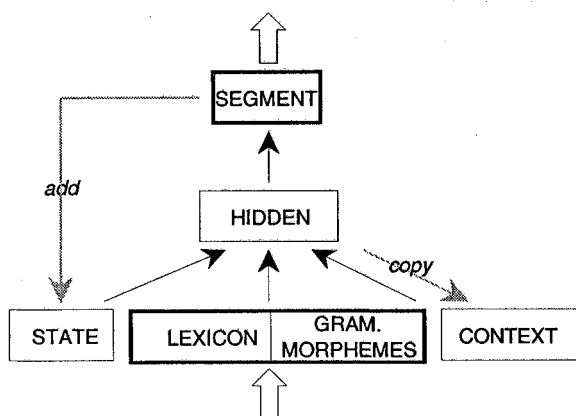 SEGMENT
add
HIDDEN
copy
STATE
LEXICON
GRAM.
MORPHEMES
CONTEXT